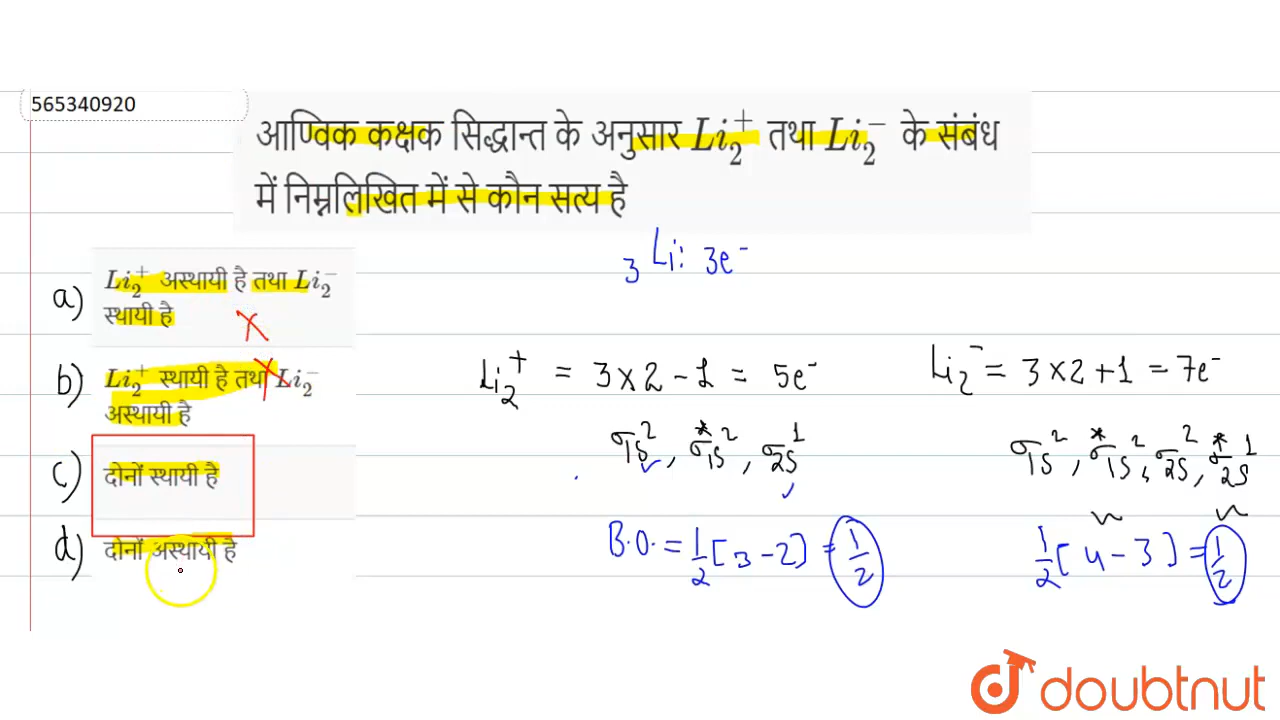 565340920
आण्विक कक्षक सिद्धान्त के अनुसार Li₂⁺ तथा Li₂⁻ के संबंध
में निम्नलिखित में से कौन सत्य है
₃Li: 3e⁻
a) Li₂⁺ अस्थायी है तथा Li₂⁻
स्थायी है
b) Li₂⁺ स्थायी है तथा Li₂⁻
अस्थायी है
c) दोनों स्थायी है
d) दोनों अस्थायी है
Li₂⁺ = 3×2-1 = 5e⁻
σ1s², σ*1s², σ2s¹
B.O. = 1/2 [3-2] = 1/2
Li₂⁻ = 3×2+1 = 7e⁻
σ1s², σ*1s², σ2s², σ*2s¹
1/2 [4-3] = 1/2
doubtnut